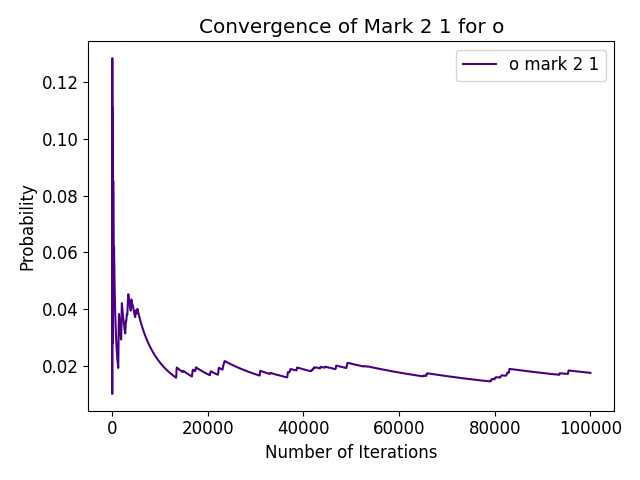 Convergence of Mark 2 1 for o
o mark 2 1
Probability
0.12
0.10
0.08
0.06
0.04
0.02
0 20000 40000 60000 80000 100000
Number of Iterations